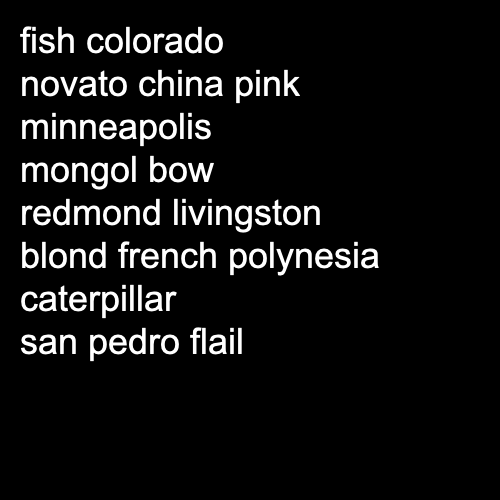 fish colorado
novato china pink
minneapolis
mongol bow
redmond livingston
blond french polynesia
caterpillar
san pedro flail